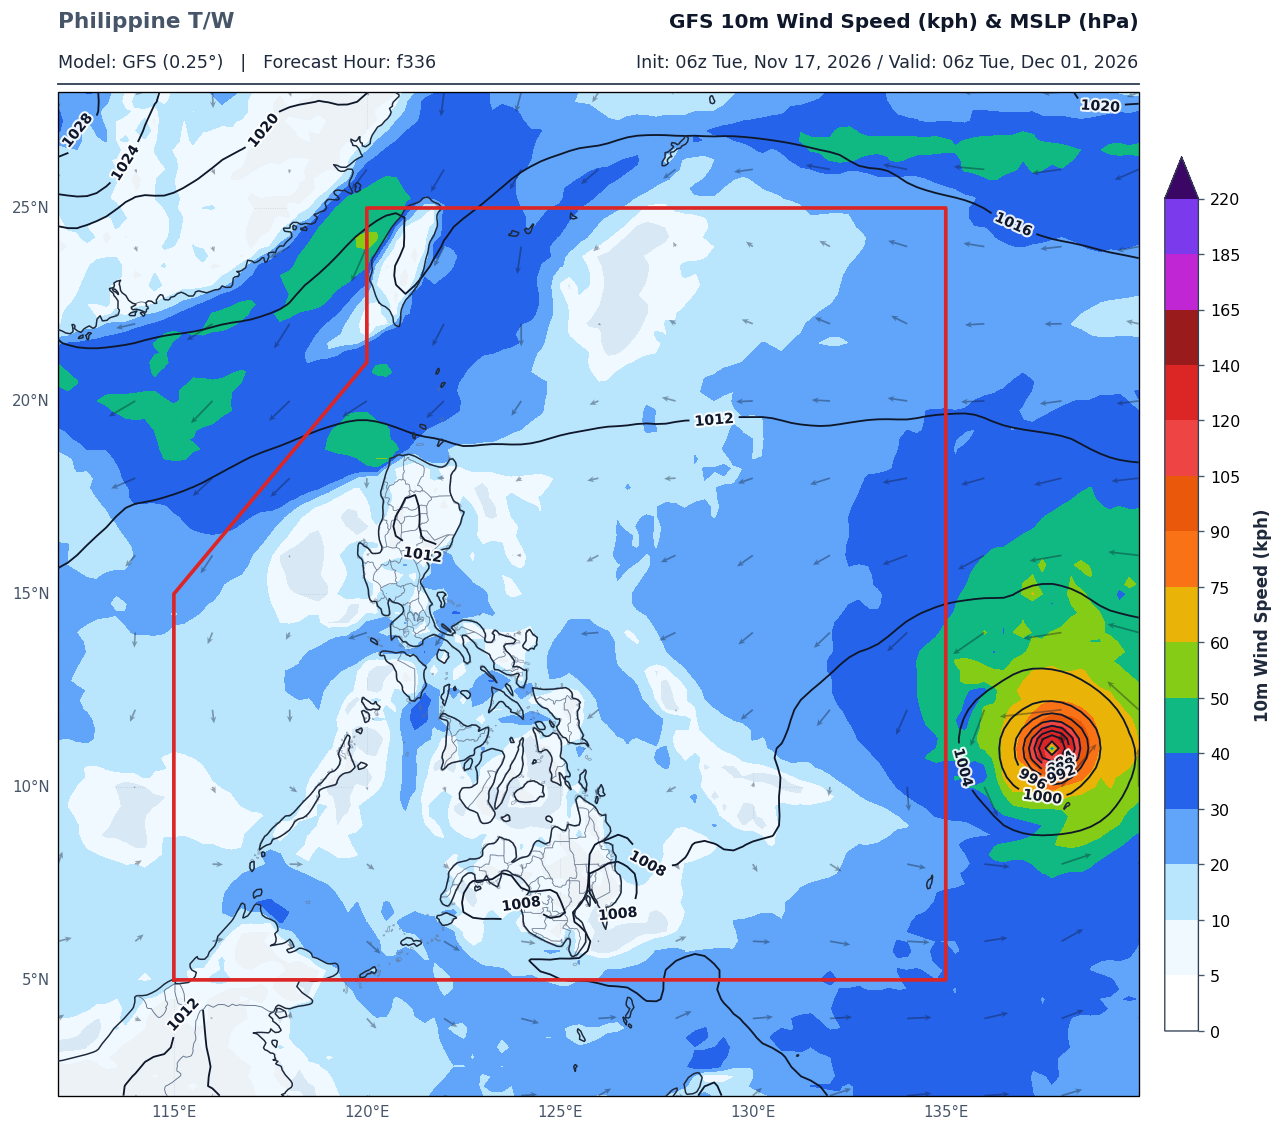 Philippine T/W
GFS 10m Wind Speed (kph) & MSLP (hPa)
Model: GFS (0.25°) | Forecast Hour: f336
Init: 06z Tue, Nov 17, 2026 / Valid: 06z Tue, Dec 01, 2026
1028
1024
1020
1020
1016
1012
1012
1004
996
992
1000
1008
1008
1008
1012
25°N
20°N
15°N
10°N
5°N
115°E
120°E
125°E
130°E
135°E
220
185
165
140
120
105
90
75
60
50
40
30
20
10
5
0
10m Wind Speed (kph)